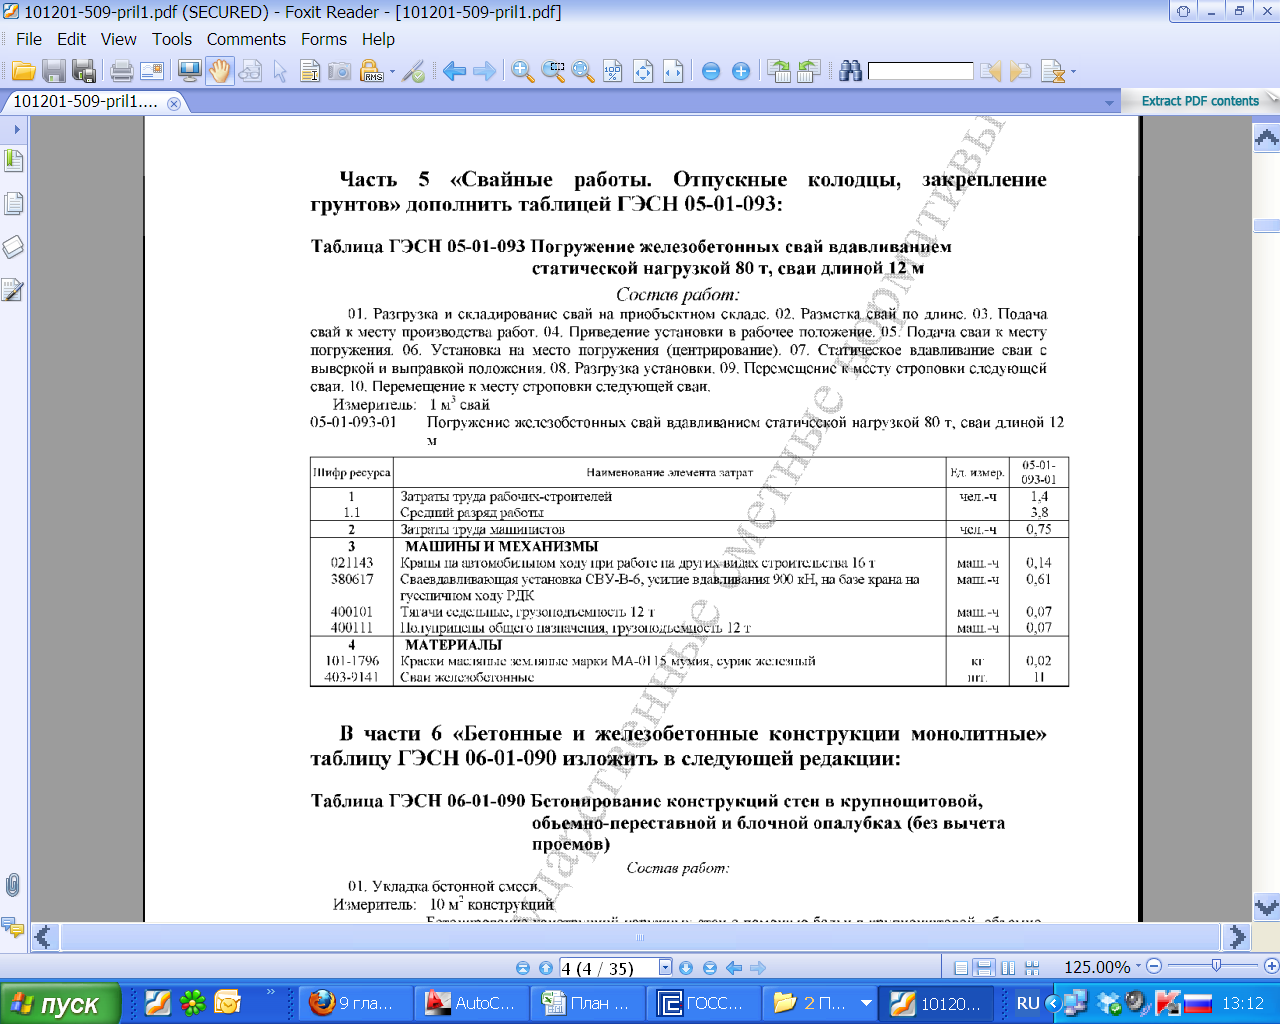 101201-509-pril1.pdf (SECURED) - Foxit Reader - [101201-509-pril1.pdf]
File Edit View Tools Comments Forms Help
101201-509-pril1.... Extract PDF contents
Часть 5 «Свайные работы. Отпускные колодцы, закрепление
грунтов» дополнить таблицей ГЭСН 05-01-093:
Таблица ГЭСН 05-01-093 Погружение железобетонных свай вдавливанием
статической нагрузкой 80 т, сваи длиной 12 м
Состав работ:
01. Разгрузка и складирование свай на приобъектном складе. 02. Разметка свай по длине. 03. Подача
свай к месту производства работ. 04. Приведение установки в рабочее положение. 05. Подача сваи к месту
погружения. 06. Установка на место погружения (центрирование). 07. Статическое вдавливание сваи с
выверкой и выправкой положения. 08. Разгрузка установки. 09. Перемещение к месту строповки следующей
сваи. 10. Перемещение к месту строповки следующей сваи.
Измеритель: 1 м³ свай
05-01-093-01 Погружение железобетонных свай вдавливанием статической нагрузкой 80 т, сваи длиной 12
м
Шифр ресурса Наименование элемента затрат Ед. измер. 05-01-
093-01
1 Затраты труда рабочих-строителей чел.-ч 1,4
1.1 Средний разряд работы 3,8
2 Затраты труда машинистов чел.-ч 0,75
3 МАШИНЫ И МЕХАНИЗМЫ
021143 Краны на автомобильном ходу при работе на других видах строительства 16 т маш.-ч 0,14
380617 Сваевдавливающая установка СВУ-В-6, усилие вдавливания 900 кН, на базе крана на маш.-ч 0,61
гусеничном ходу РДК
400101 Тягачи седельные, грузоподъемность 12 т маш.-ч 0,07
400111 Полуприцепы общего назначения, грузоподъемность 12 т маш.-ч 0,07
4 МАТЕРИАЛЫ
101-1796 Краски масляные земляные марки МА-0115 мумия, сурик железный кг 0,02
403-9141 Сваи железобетонные шт. П
В части 6 «Бетонные и железобетонные конструкции монолитные»
таблицу ГЭСН 06-01-090 изложить в следующей редакции:
Таблица ГЭСН 06-01-090 Бетонирование конструкций стен в крупнощитовой,
объемно-переставной и блочной опалубках (без вычета
проемов)
Состав работ:
01. Укладка бетонной смеси.
Измеритель: 10 м³ конструкций
сметные нормативы
4 (4 / 35) 125.00%
пуск 9 гла... AutoC... План ... ГОСС... 2 П... 10120... RU 13:12